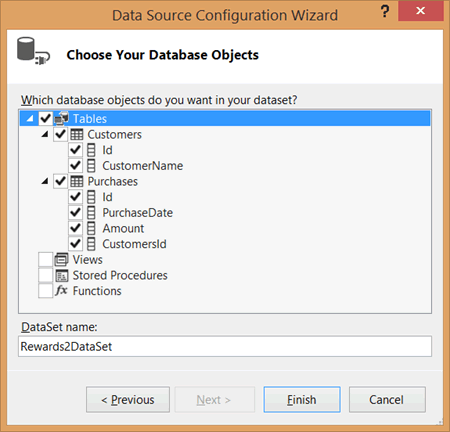 Data Source Configuration Wizard
?
x
Choose Your Database Objects
Which database objects do you want in your dataset?
Tables
Customers
Id
CustomerName
Purchases
Id
PurchaseDate
Amount
CustomersId
Views
Stored Procedures
fx Functions
DataSet name:
Rewards2DataSet
< Previous Next > Finish Cancel